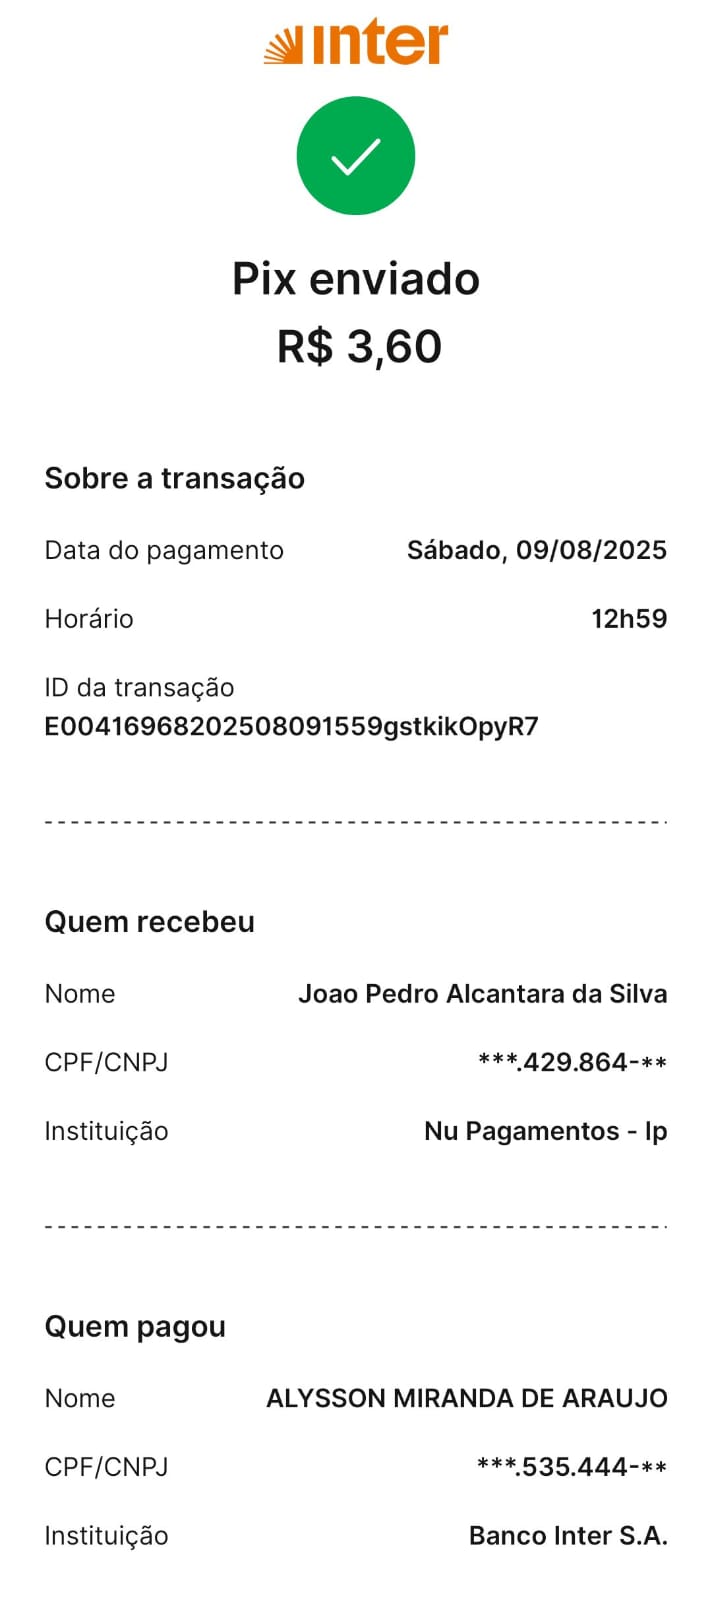 inter
Pix enviado
R$ 3,60
Sobre a transação
Data do pagamento Sábado, 09/08/2025
Horário 12h59
ID da transação
E00416968202508091559gstkikOpyR7
Quem recebeu
Nome Joao Pedro Alcantara da Silva
CPF/CNPJ ***.429.864-**
Instituição Nu Pagamentos - Ip
Quem pagou
Nome ALYSSON MIRANDA DE ARAUJO
CPF/CNPJ ***.535.444-**
Instituição Banco Inter S.A.